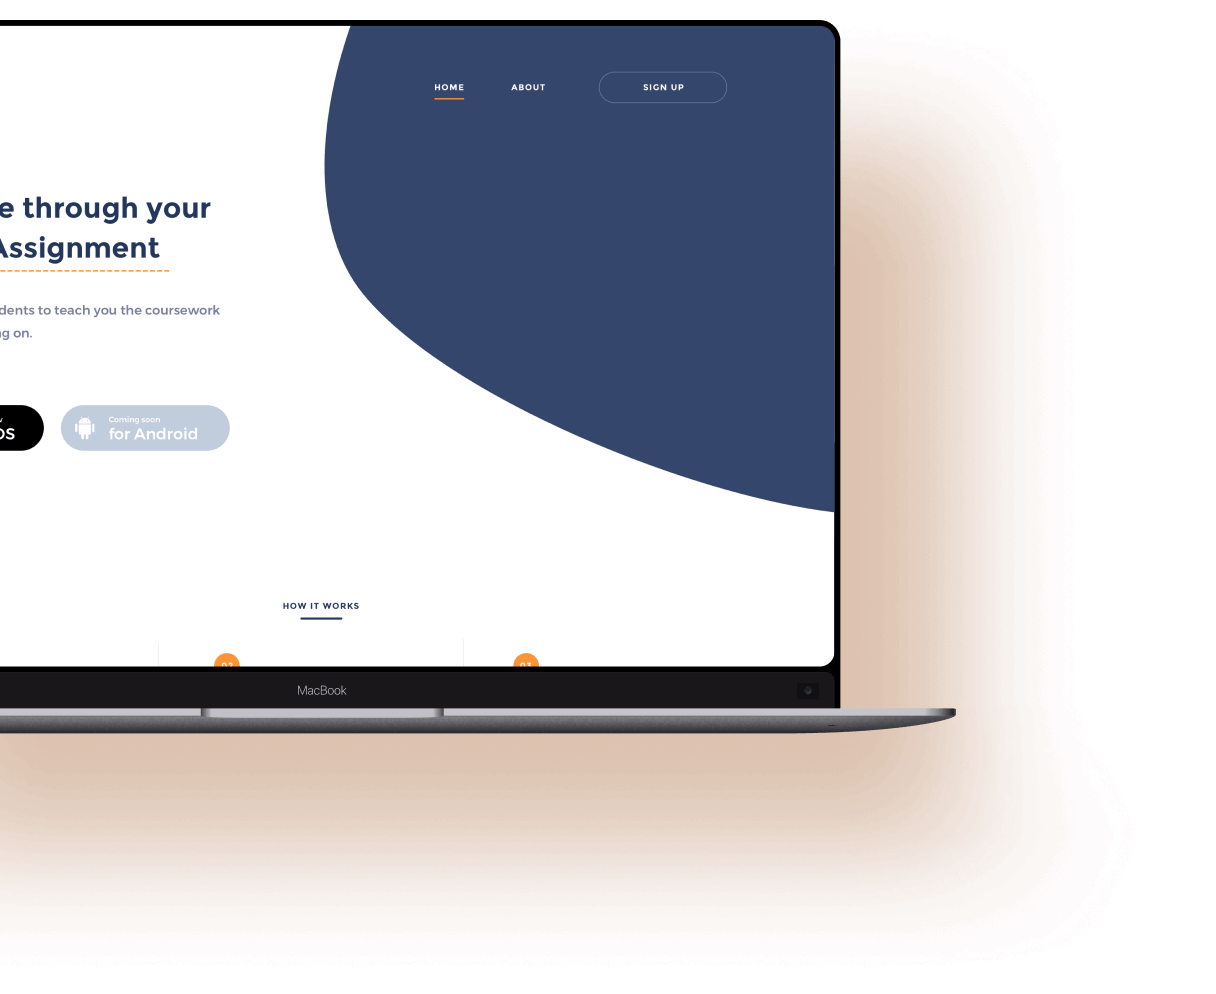 HOME ABOUT SIGN UP
e through your
Assignment
dents to teach you the coursework
g on.
OS
Coming soon
for Android
HOW IT WORKS
02 03
MacBook